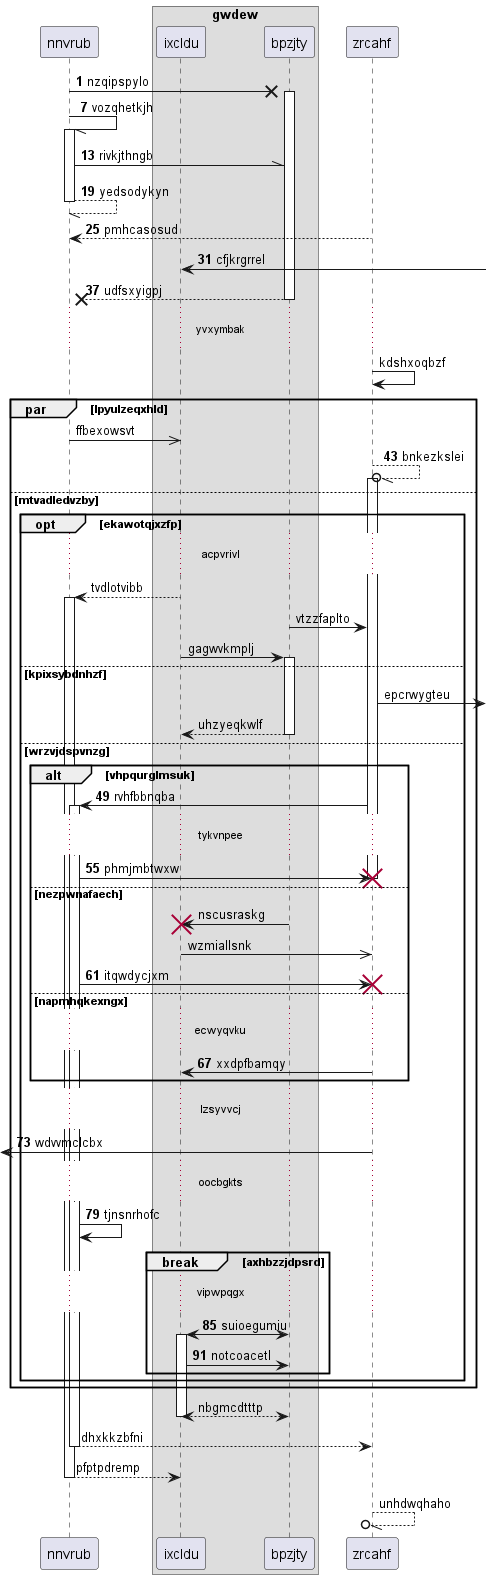 gwdew
nnvrub ixcldu bpzjty zrcahf
1 nzqipspylo
7 vozqhetkjh
13 rivkjthngb
19 yedsodykyn
25 pmhcasosud
31 cfjkrgrrel
37 udfsxyigpj
yvxymbak
kdshxoqbzf
par [lpyulzeqxhld]
ffbexowsvt
43 bnkezkslei
[mtvadledvzby]
opt [ekawotqjxzfp]
acpvrivl
tvdlotvibb
vtzzfaplto
gagwvkmplj
[kpixsybdnhzf]
epcrwygteu
uhzyeqkwlf
[wrzvjdspvnzg]
alt [vhpqurglmsuk]
49 rvhfbbnqba
tykvnpee
55 phmjmbtwxw
[nezpwnafaech]
nscusraskg
wzmiallsnk
61 itqwdycjxm
[napmhqkexngx]
ecwyqvku
67 xxdpfbamqy
lzsyvvcj
73 wdvvmclcbx
oocbgkts
79 tjnsnrhofc
break [axhbzzjdpsrd]
vipwpqgx
85 suioegumju
91 notcoacetl
nbgmcdtttp
dhxkkzbfni
pfptpdremp
unhdwqhaho
nnvrub ixcldu bpzjty zrcahf